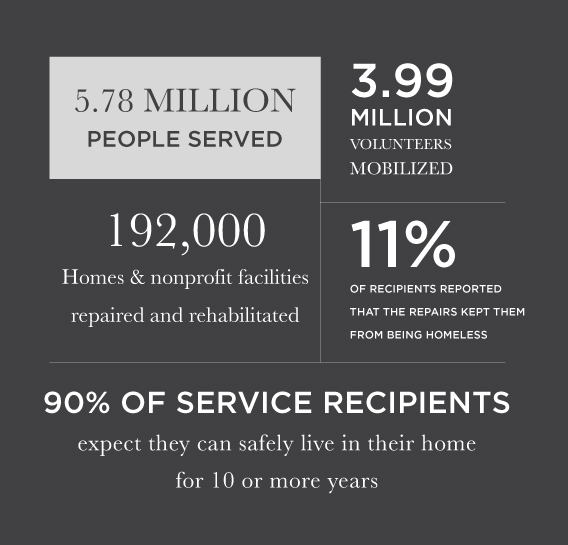 5.78 MILLION
PEOPLE SERVED
3.99
MILLION
VOLUNTEERS
MOBILIZED
192,000
Homes & nonprofit facilities
repaired and rehabilitated
11%
OF RECIPIENTS REPORTED
THAT THE REPAIRS KEPT THEM
FROM BEING HOMELESS
90% OF SERVICE RECIPIENTS
expect they can safely live in their home
for 10 or more years